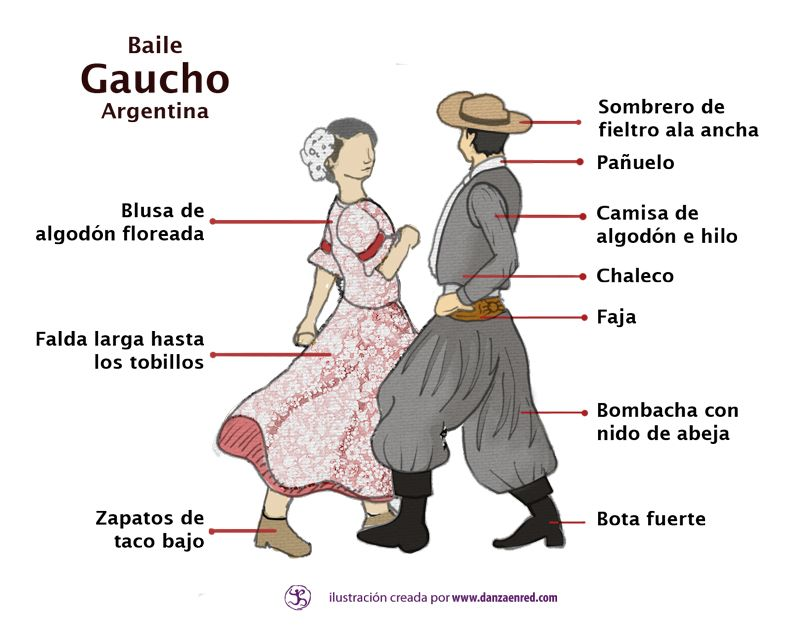 Baile
Gaucho
Argentina
Blusa de
algodón floreada
Falda larga hasta
los tobillos
Zapatos de
taco bajo
Sombrero de
fieltro ala ancha
Pañuelo
Camisa de
algodón e hilo
Chaleco
Faja
Bombacha con
nido de abeja
Bota fuerte
ilustración creada por www.danzaenred.com